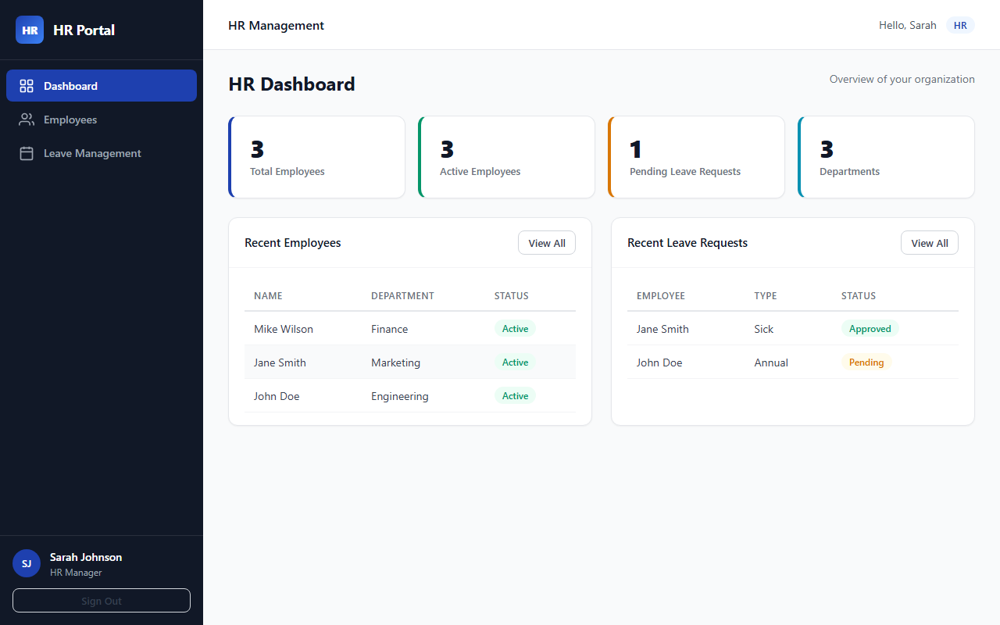 HR
HR Portal
Dashboard
Employees
Leave Management
SJ
Sarah Johnson
HR Manager
Sign Out
HR Management
Hello, Sarah
HR
HR Dashboard
Overview of your organization
3
Total Employees
3
Active Employees
1
Pending Leave Requests
3
Departments
Recent Employees
View All
NAME DEPARTMENT STATUS
Mike Wilson Finance Active
Jane Smith Marketing Active
John Doe Engineering Active
Recent Leave Requests
View All
EMPLOYEE TYPE STATUS
Jane Smith Sick Approved
John Doe Annual Pending